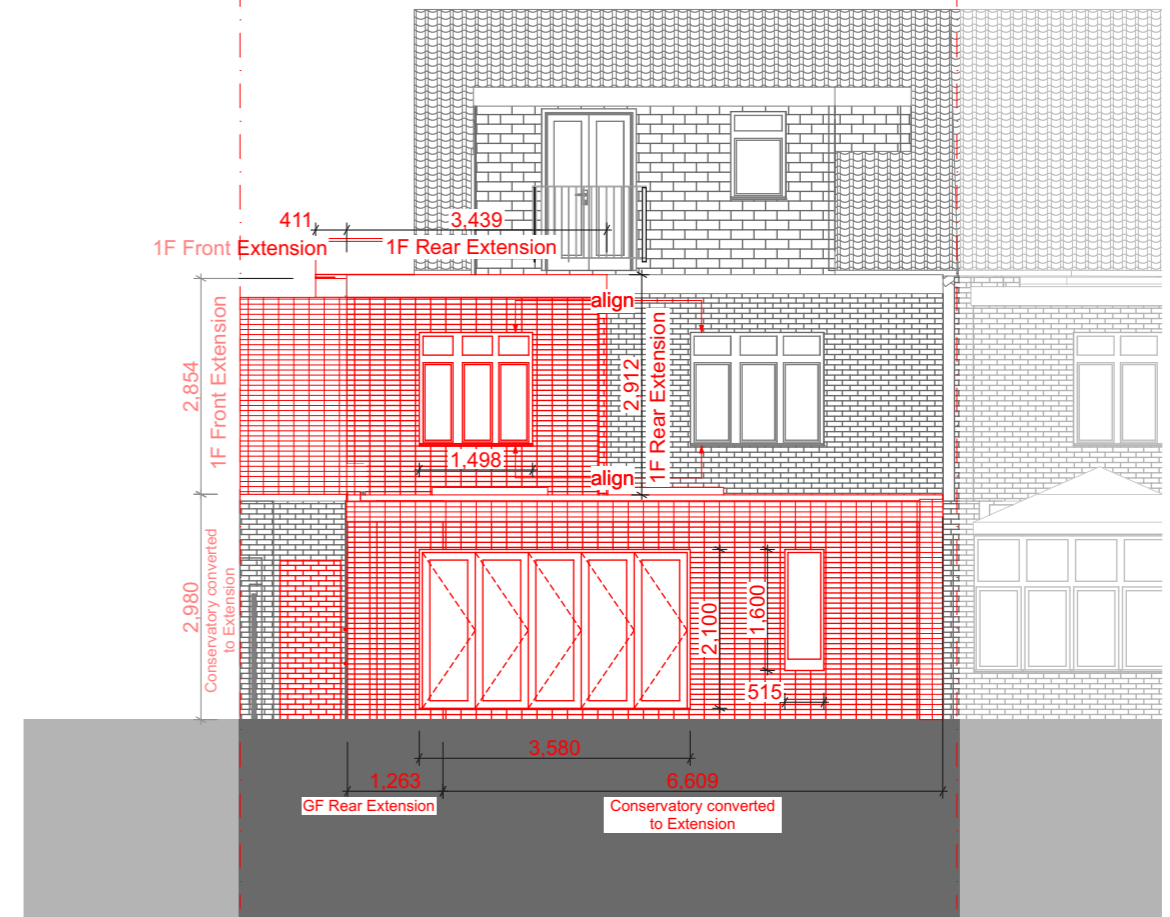 411
3,439
1F Front Extension
1F Rear Extension
align
2,854
1F Front Extension
2,912
1F Rear Extension
1,498
align
2,980
Conservatory converted
to Extension
2,100
1,600
515
3,580
1,263
6,609
GF Rear Extension
Conservatory converted
to Extension